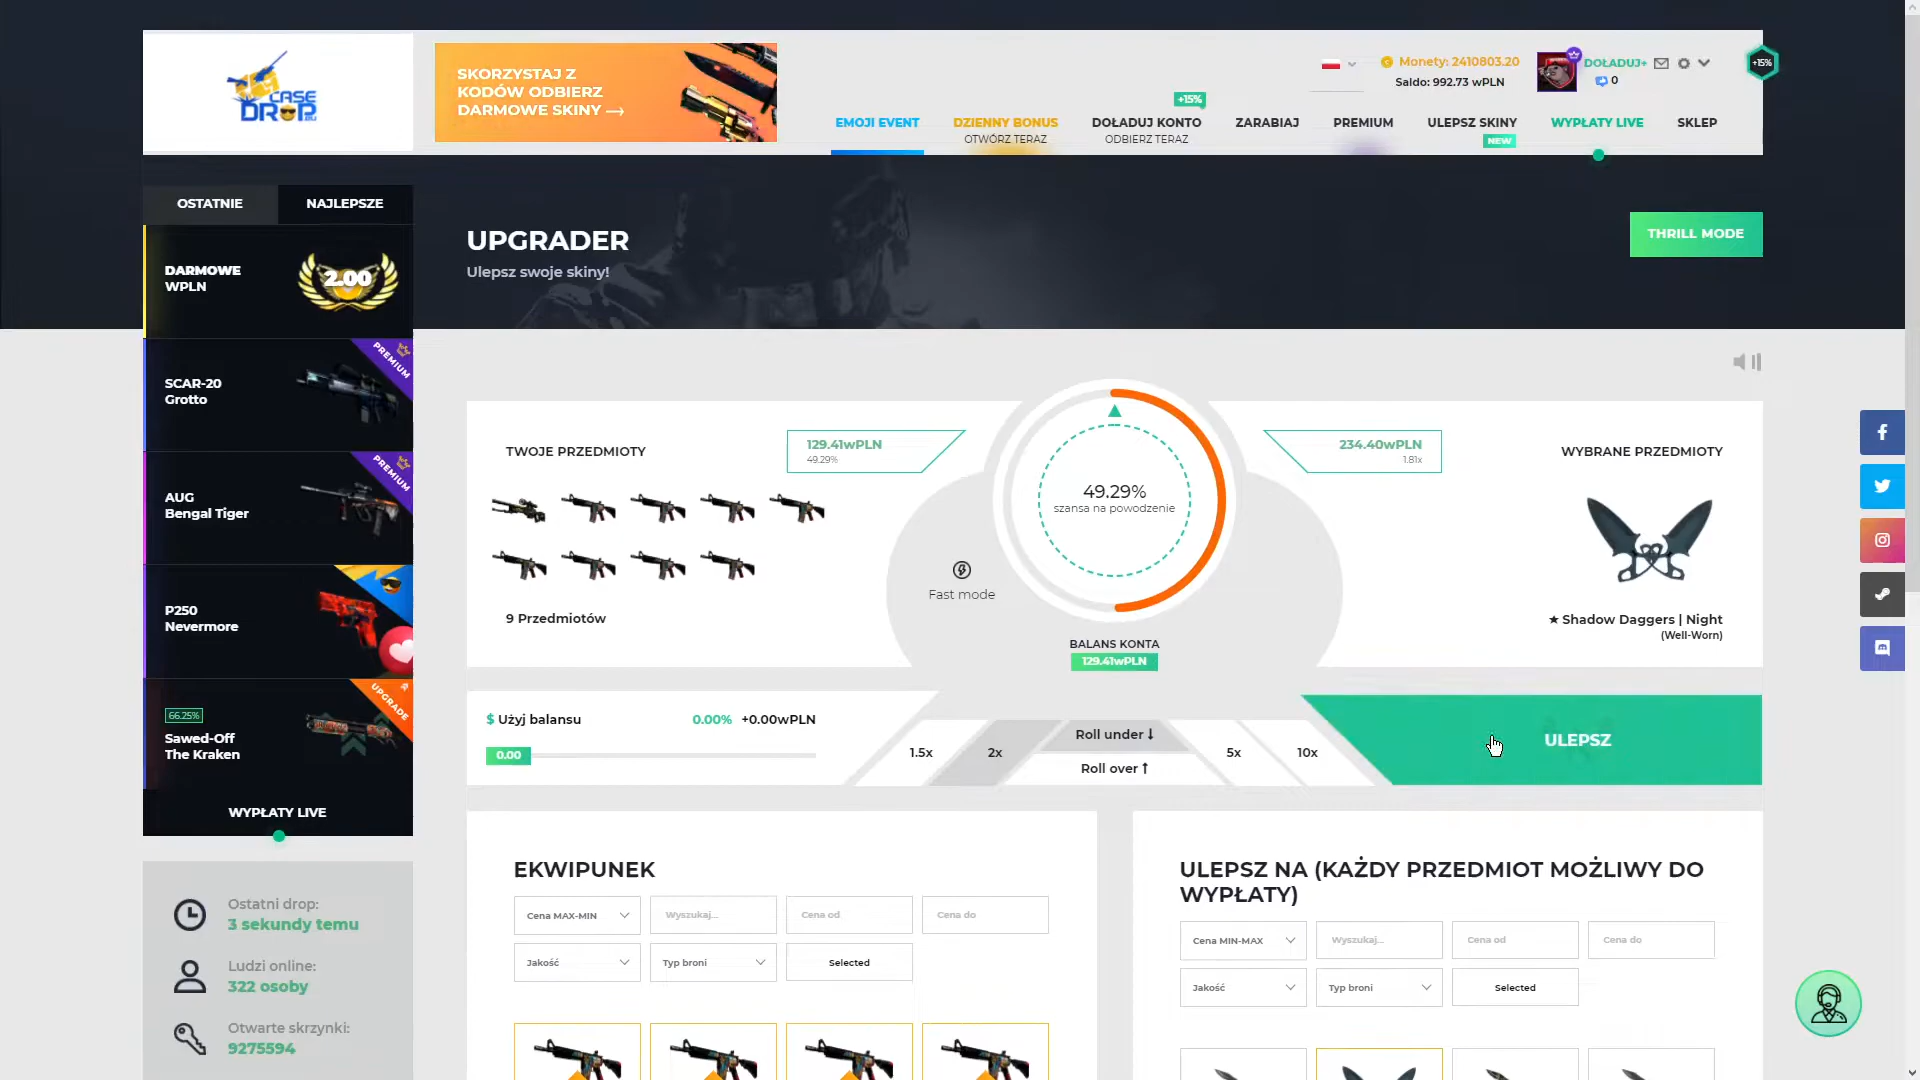 CASE
DROP
SKORZYSTAJ Z
KODÓW ODBIERZ
DARMOWE SKINY →
Monety: 2410803.20
Saldo: 992.73 wPLN
DOŁADUJ+
0
+15%
EMOJI EVENT
DZIENNY BONUS
OTWÓRZ TERAZ
+15%
DOŁADUJ KONTO
ODBIERZ TERAZ
ZARABIAJ
PREMIUM
ULEPSZ SKINY
NEW
WYPŁATY LIVE
SKLEP
OSTATNIE
NAJLEPSZE
DARMOWE
WPLN
2.00
SCAR-20
Grotto
PREMIUM
AUG
Bengal Tiger
PREMIUM
P250
Nevermore
66.25%
Sawed-Off
The Kraken
UPGRADE
WYPŁATY LIVE
Ostatni drop:
3 sekundy temu
Ludzi online:
322 osoby
Otwarte skrzynki:
9275594
UPGRADER
Ulepsz swoje skiny!
THRILL MODE
TWOJE PRZEDMIOTY
129.41wPLN
49.29%
9 Przedmiotów
Fast mode
49.29%
szansa na powodzenie
BALANS KONTA
129.41wPLN
234.40wPLN
1.81x
WYBRANE PRZEDMIOTY
★ Shadow Daggers | Night
(Well-Worn)
$ Użyj balansu
0.00% +0.00wPLN
0.00
1.5x
2x
Roll under ↓
Roll over ↑
5x
10x
ULEPSZ
EKWIPUNEK
Cena MAX-MIN
Wyszukaj...
Cena od
Cena do
Jakość
Typ broni
Selected
ULEPSZ NA (KAŻDY PRZEDMIOT MOŻLIWY DO
WYPŁATY)
Cena MIN-MAX
Wyszukaj...
Cena od
Cena do
Jakość
Typ broni
Selected